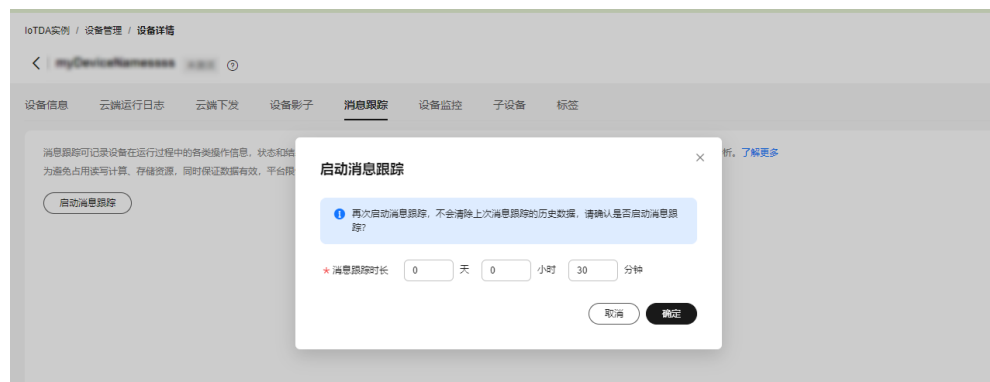 IoTDA实例 / 设备管理 / 设备详情
设备信息 云端运行日志 云端下发 设备影子 消息跟踪 设备监控 子设备 标签
消息跟踪可记录设备在运行过程中的各类操作信息、状态和结
析。了解更多
为避免占用读写计算、存储资源，同时保证数据有效，平台限
启动消息跟踪
启动消息跟踪
再次启动消息跟踪，不会清除上次消息跟踪的历史数据，请确认是否启动消息跟
踪?
* 消息跟踪时长 0 天 0 小时 30 分钟
取消 确定